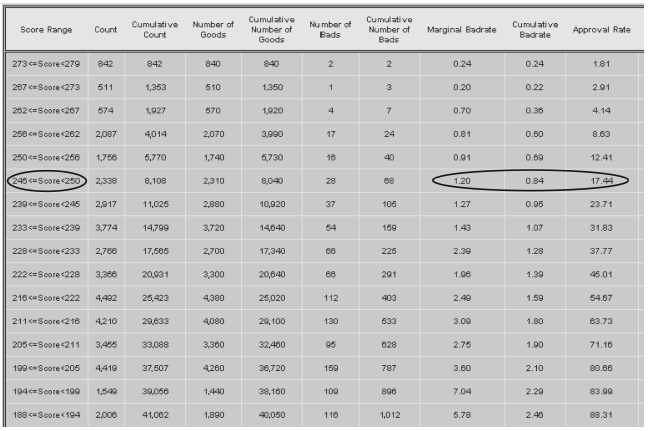 Score Range Count Cumulative Count Number of Goods Cumulative Number of Goods Number of Bads Cumulative Number of Bads Marginal Badrate Cumulative Badrate Approval Rate
273<=Score<279 842 842 840 840 2 2 0.24 0.24 1.81
267<=Score<273 511 1,353 510 1,350 1 3 0.20 0.22 2.91
262<=Score<267 574 1,927 570 1,920 4 7 0.70 0.36 4.14
256<=Score<262 2,087 4,014 2,070 3,990 17 24 0.81 0.60 8.63
250<=Score<256 1,756 5,770 1,740 5,730 16 40 0.91 0.69 12.41
245<=Score<250 2,338 8,108 2,310 8,040 28 68 1.20 0.84 17.44
239<=Score<245 2,917 11,025 2,880 10,920 37 105 1.27 0.95 23.71
233<=Score<239 3,774 14,799 3,720 14,640 54 159 1.43 1.07 31.83
228<=Score<233 2,766 17,565 2,700 17,340 66 225 2.39 1.28 37.77
222<=Score<228 3,366 20,931 3,300 20,640 66 291 1.96 1.39 45.01
216<=Score<222 4,492 25,423 4,380 25,020 112 403 2.49 1.59 54.67
211<=Score<216 4,210 29,633 4,080 29,100 130 533 3.09 1.80 63.73
205<=Score<211 3,455 33,088 3,360 32,460 95 628 2.75 1.90 71.16
199<=Score<205 4,419 37,507 4,260 36,720 159 787 3.60 2.10 80.66
194<=Score<199 1,549 39,056 1,440 38,160 109 896 7.04 2.29 83.99
188<=Score<194 2,006 41,062 1,890 40,050 116 1,012 5.78 2.46 88.31